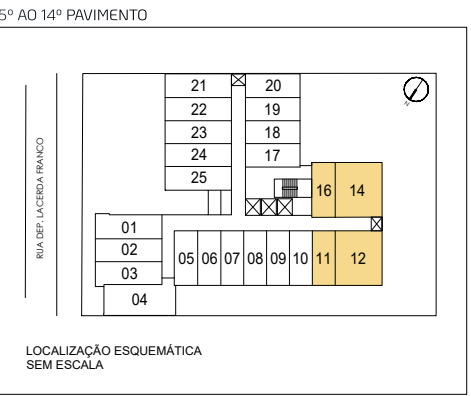 5º AO 14º PAVIMENTO
RUA DEP. LACERDA FRANCO
N
21 20
22 19
23 18
24 17
25
16 14
01
02
03
04
05 06 07 08 09 10 11 12
LOCALIZAÇÃO ESQUEMÁTICA
SEM ESCALA